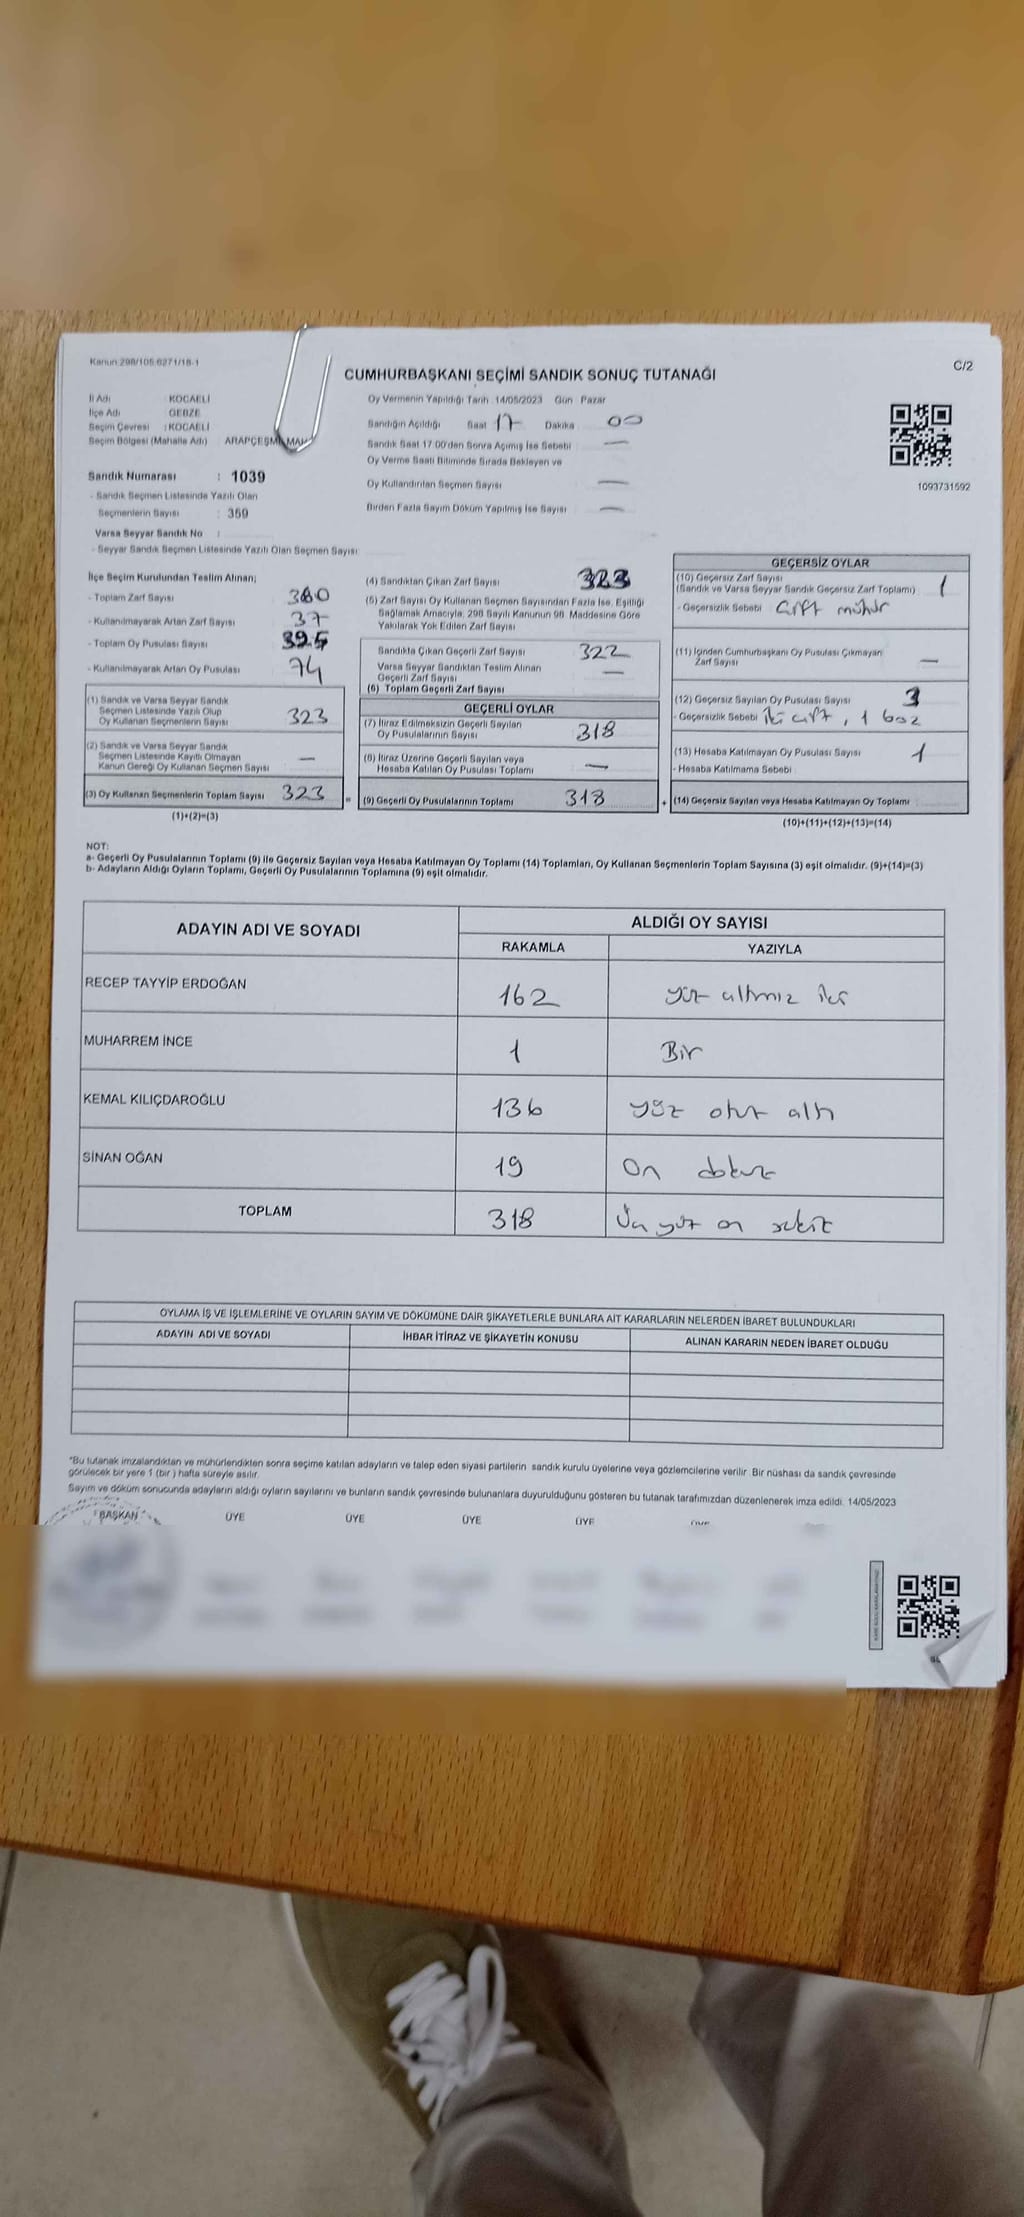 Kanun:298/105 6271/18-1
C/2
CUMHURBAŞKANI SEÇİMİ SANDIK SONUÇ TUTANAĞI
İl Adı : KOCAELİ
İlçe Adı : GEBZE
Seçim Çevresi : KOCAELİ
Seçim Bölgesi (Mahalle Adı) : ARAPÇEŞME MAH.
Sandık Numarası : 1039
- Sandık Seçmen Listesinde Yazılı Olan
Seçmenlerin Sayısı : 359
Varsa Seyyar Sandık No :
- Seyyar Sandık Seçmen Listesinde Yazılı Olan Seçmen Sayısı:
Oy Vermenin Yapıldığı Tarih :14/05/2023 Gün :Pazar
Sandığın Açıldığı Saat 17 Dakika 00
Sandık Saat 17:00'den Sonra Açılmış İse Sebebi —
Oy Verme Saati Bitiminde Sırada Bekleyen ve
Oy Kullandırılan Seçmen Sayısı —
Birden Fazla Sayım Döküm Yapılmış İse Sayısı —
1093731592
İlçe Seçim Kurulundan Teslim Alınan;
- Toplam Zarf Sayısı 360
- Kullanılmayarak Artan Zarf Sayısı 37
- Toplam Oy Pusulası Sayısı
- Kullanılmayarak Artan Oy Pusulası 74
(1) Sandık ve Varsa Seyyar Sandık
Seçmen Listesinde Yazılı Olup
Oy Kullanan Seçmenlerin Sayısı 323
(2) Sandık ve Varsa Seyyar Sandık
Seçmen Listesinde Kayıtlı Olmayan
Kanun Gereği Oy Kullanan Seçmen Sayısı —
(3) Oy Kullanan Seçmenlerin Toplam Sayısı 323 =
(1)+(2)=(3)
(4) Sandıktan Çıkan Zarf Sayısı 323
(5) Zarf Sayısı Oy Kullanan Seçmen Sayısından Fazla İse, Eşitliği
Sağlamak Amacıyla, 298 Sayılı Kanunun 98. Maddesine Göre
Yakılarak Yok Edilen Zarf Sayısı
Sandıkta Çıkan Geçerli Zarf Sayısı 322
Varsa Seyyar Sandıktan Teslim Alınan
Geçerli Zarf Sayısı —
(6) Toplam Geçerli Zarf Sayısı
GEÇERLİ OYLAR
(7) İtiraz Edilmeksizin Geçerli Sayılan
Oy Pusulalarının Sayısı 318
(8) İtiraz Üzerine Geçerli Sayılan veya
Hesaba Katılan Oy Pusulası Toplamı —
(9) Geçerli Oy Pusulalarının Toplamı 318 +
GEÇERSİZ OYLAR
(10) Geçersiz Zarf Sayısı
(Sandık ve Varsa Seyyar Sandık Geçersiz Zarf Toplamı) 1
- Geçersizlik Sebebi Çift mühür
(11) İçinden Cumhurbaşkanı Oy Pusulası Çıkmayan
Zarf Sayısı —
(12) Geçersiz Sayılan Oy Pusulası Sayısı 3
- Geçersizlik Sebebi iki çift, 1 boz
(13) Hesaba Katılmayan Oy Pusulası Sayısı 1
- Hesaba Katılmama Sebebi
(14) Geçersiz Sayılan veya Hesaba Katılmayan Oy Toplamı
(10)+(11)+(12)+(13)=(14)
NOT:
a- Geçerli Oy Pusulalarının Toplamı (9) ile Geçersiz Sayılan veya Hesaba Katılmayan Oy Toplamı (14) Toplamları, Oy Kullanan Seçmenlerin Toplam Sayısına (3) eşit olmalıdır. (9)+(14)=(3)
b- Adayların Aldığı Oyların Toplamı, Geçerli Oy Pusulalarının Toplamına (9) eşit olmalıdır.
ADAYIN ADI VE SOYADI
ALDIĞI OY SAYISI
RAKAMLA YAZIYLA
RECEP TAYYİP ERDOĞAN 162 yüz altmış iki
MUHARREM İNCE 1 Bir
KEMAL KILIÇDAROĞLU 136 yüz otuz altı
SİNAN OĞAN 19 On dokuz
TOPLAM 318 Üç yüz on sekiz
OYLAMA İŞ VE İŞLEMLERİNE VE OYLARIN SAYIM VE DÖKÜMÜNE DAİR ŞİKAYETLERLE BUNLARA AİT KARARLARIN NELERDEN İBARET BULUNDUKLARI
ADAYIN ADI VE SOYADI İHBAR İTİRAZ VE ŞİKAYETİN KONUSU ALINAN KARARIN NEDEN İBARET OLDUĞU
"Bu tutanak imzalandıktan ve mühürlendikten sonra seçime katılan adayların ve talep eden siyasi partilerin sandık kurulu üyelerine veya gözlemcilerine verilir. Bir nüshası da sandık çevresinde
görülecek bir yere 1 (bir ) hafta süreyle asılır.
Sayım ve döküm sonucunda adayların aldığı oyların sayılarını ve bunların sandık çevresinde bulunanlara duyurulduğunu gösteren bu tutanak tarafımızdan düzenlenerek imza edildi. 14/05/2023
BAŞKAN ÜYE ÜYE ÜYE ÜYE